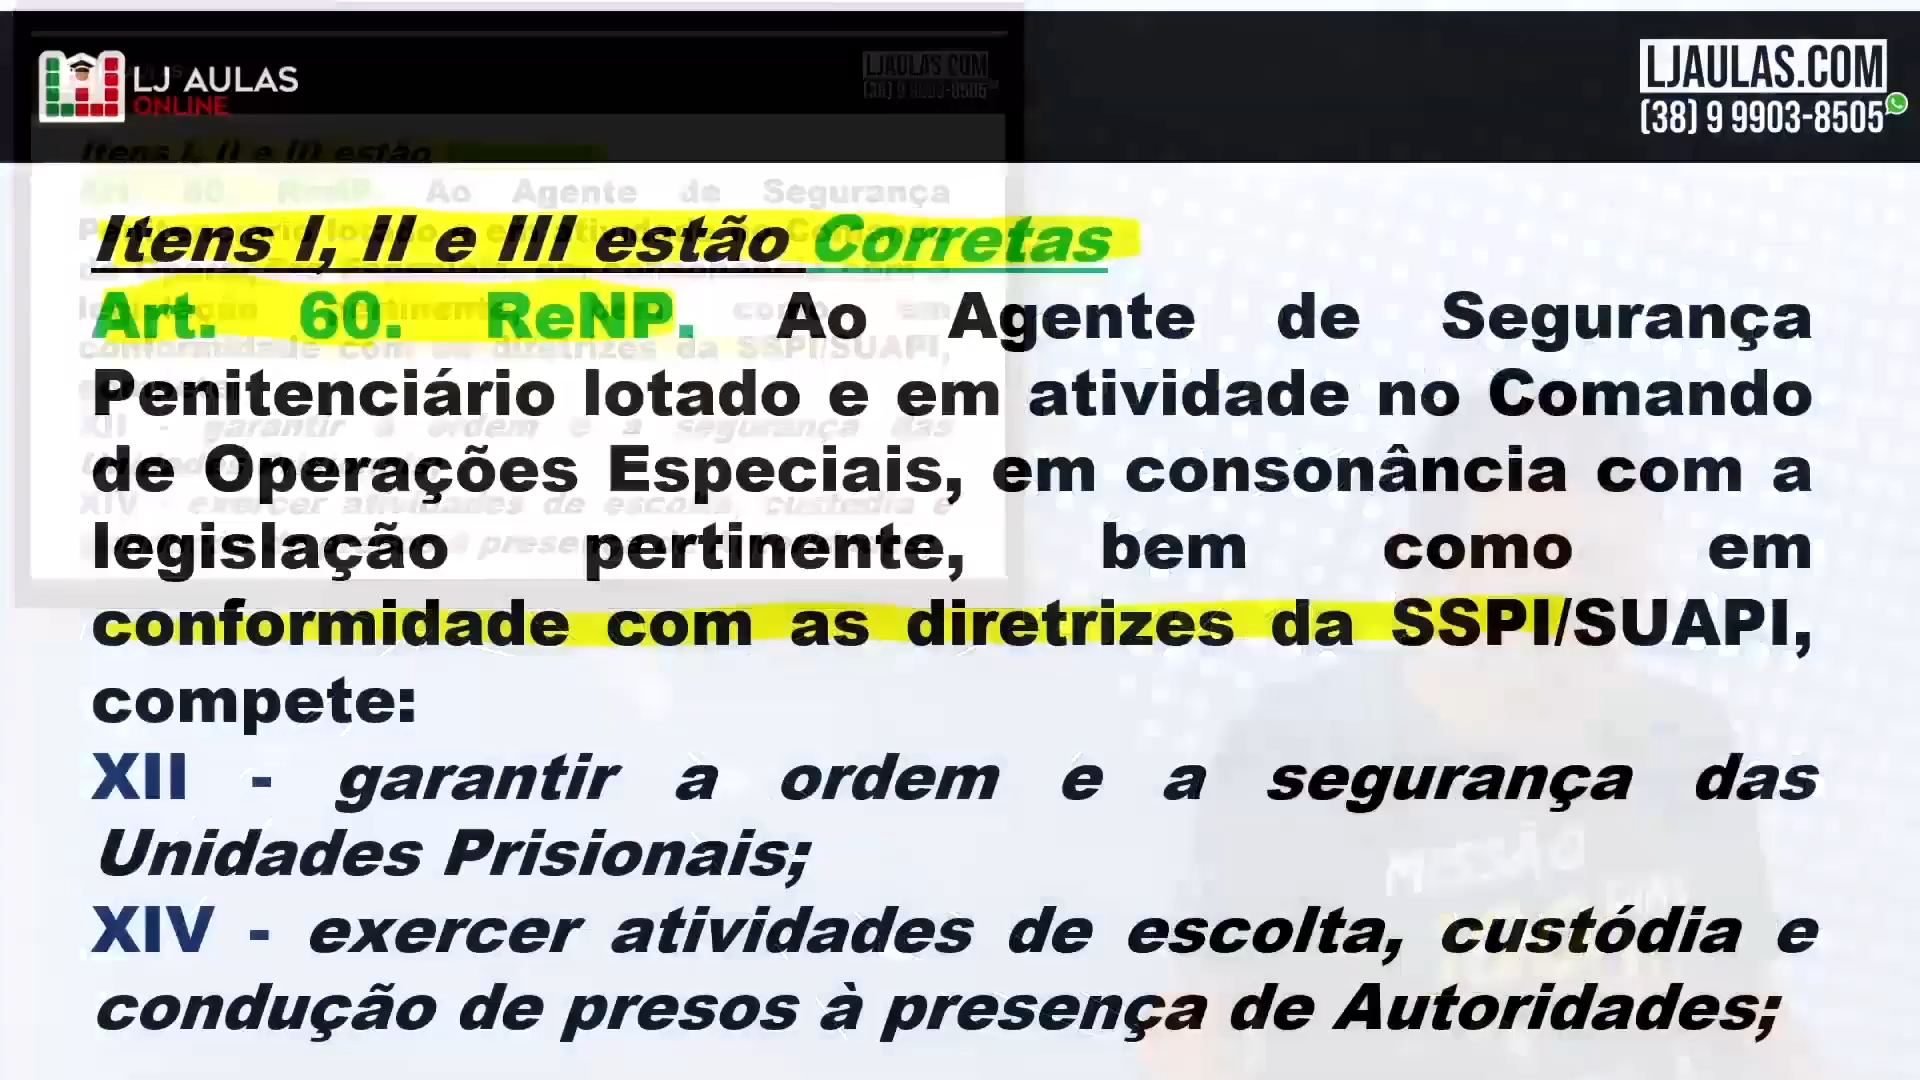 LJ AULAS
ONLINE
LJAULAS.COM
(38) 9 9903-8505
Itens I, II e III estão Corretas
Art. 60. ReNP. Ao Agente de Segurança
Penitenciário lotado e em atividade no Comando
de Operações Especiais, em consonância com a
legislação pertinente, bem como em
conformidade com as diretrizes da SSPI/SUAPI,
compete:
XII - garantir a ordem e a segurança das
Unidades Prisionais;
XIV - exercer atividades de escolta, custódia e
condução de presos à presença de Autoridades;
MISSÃO